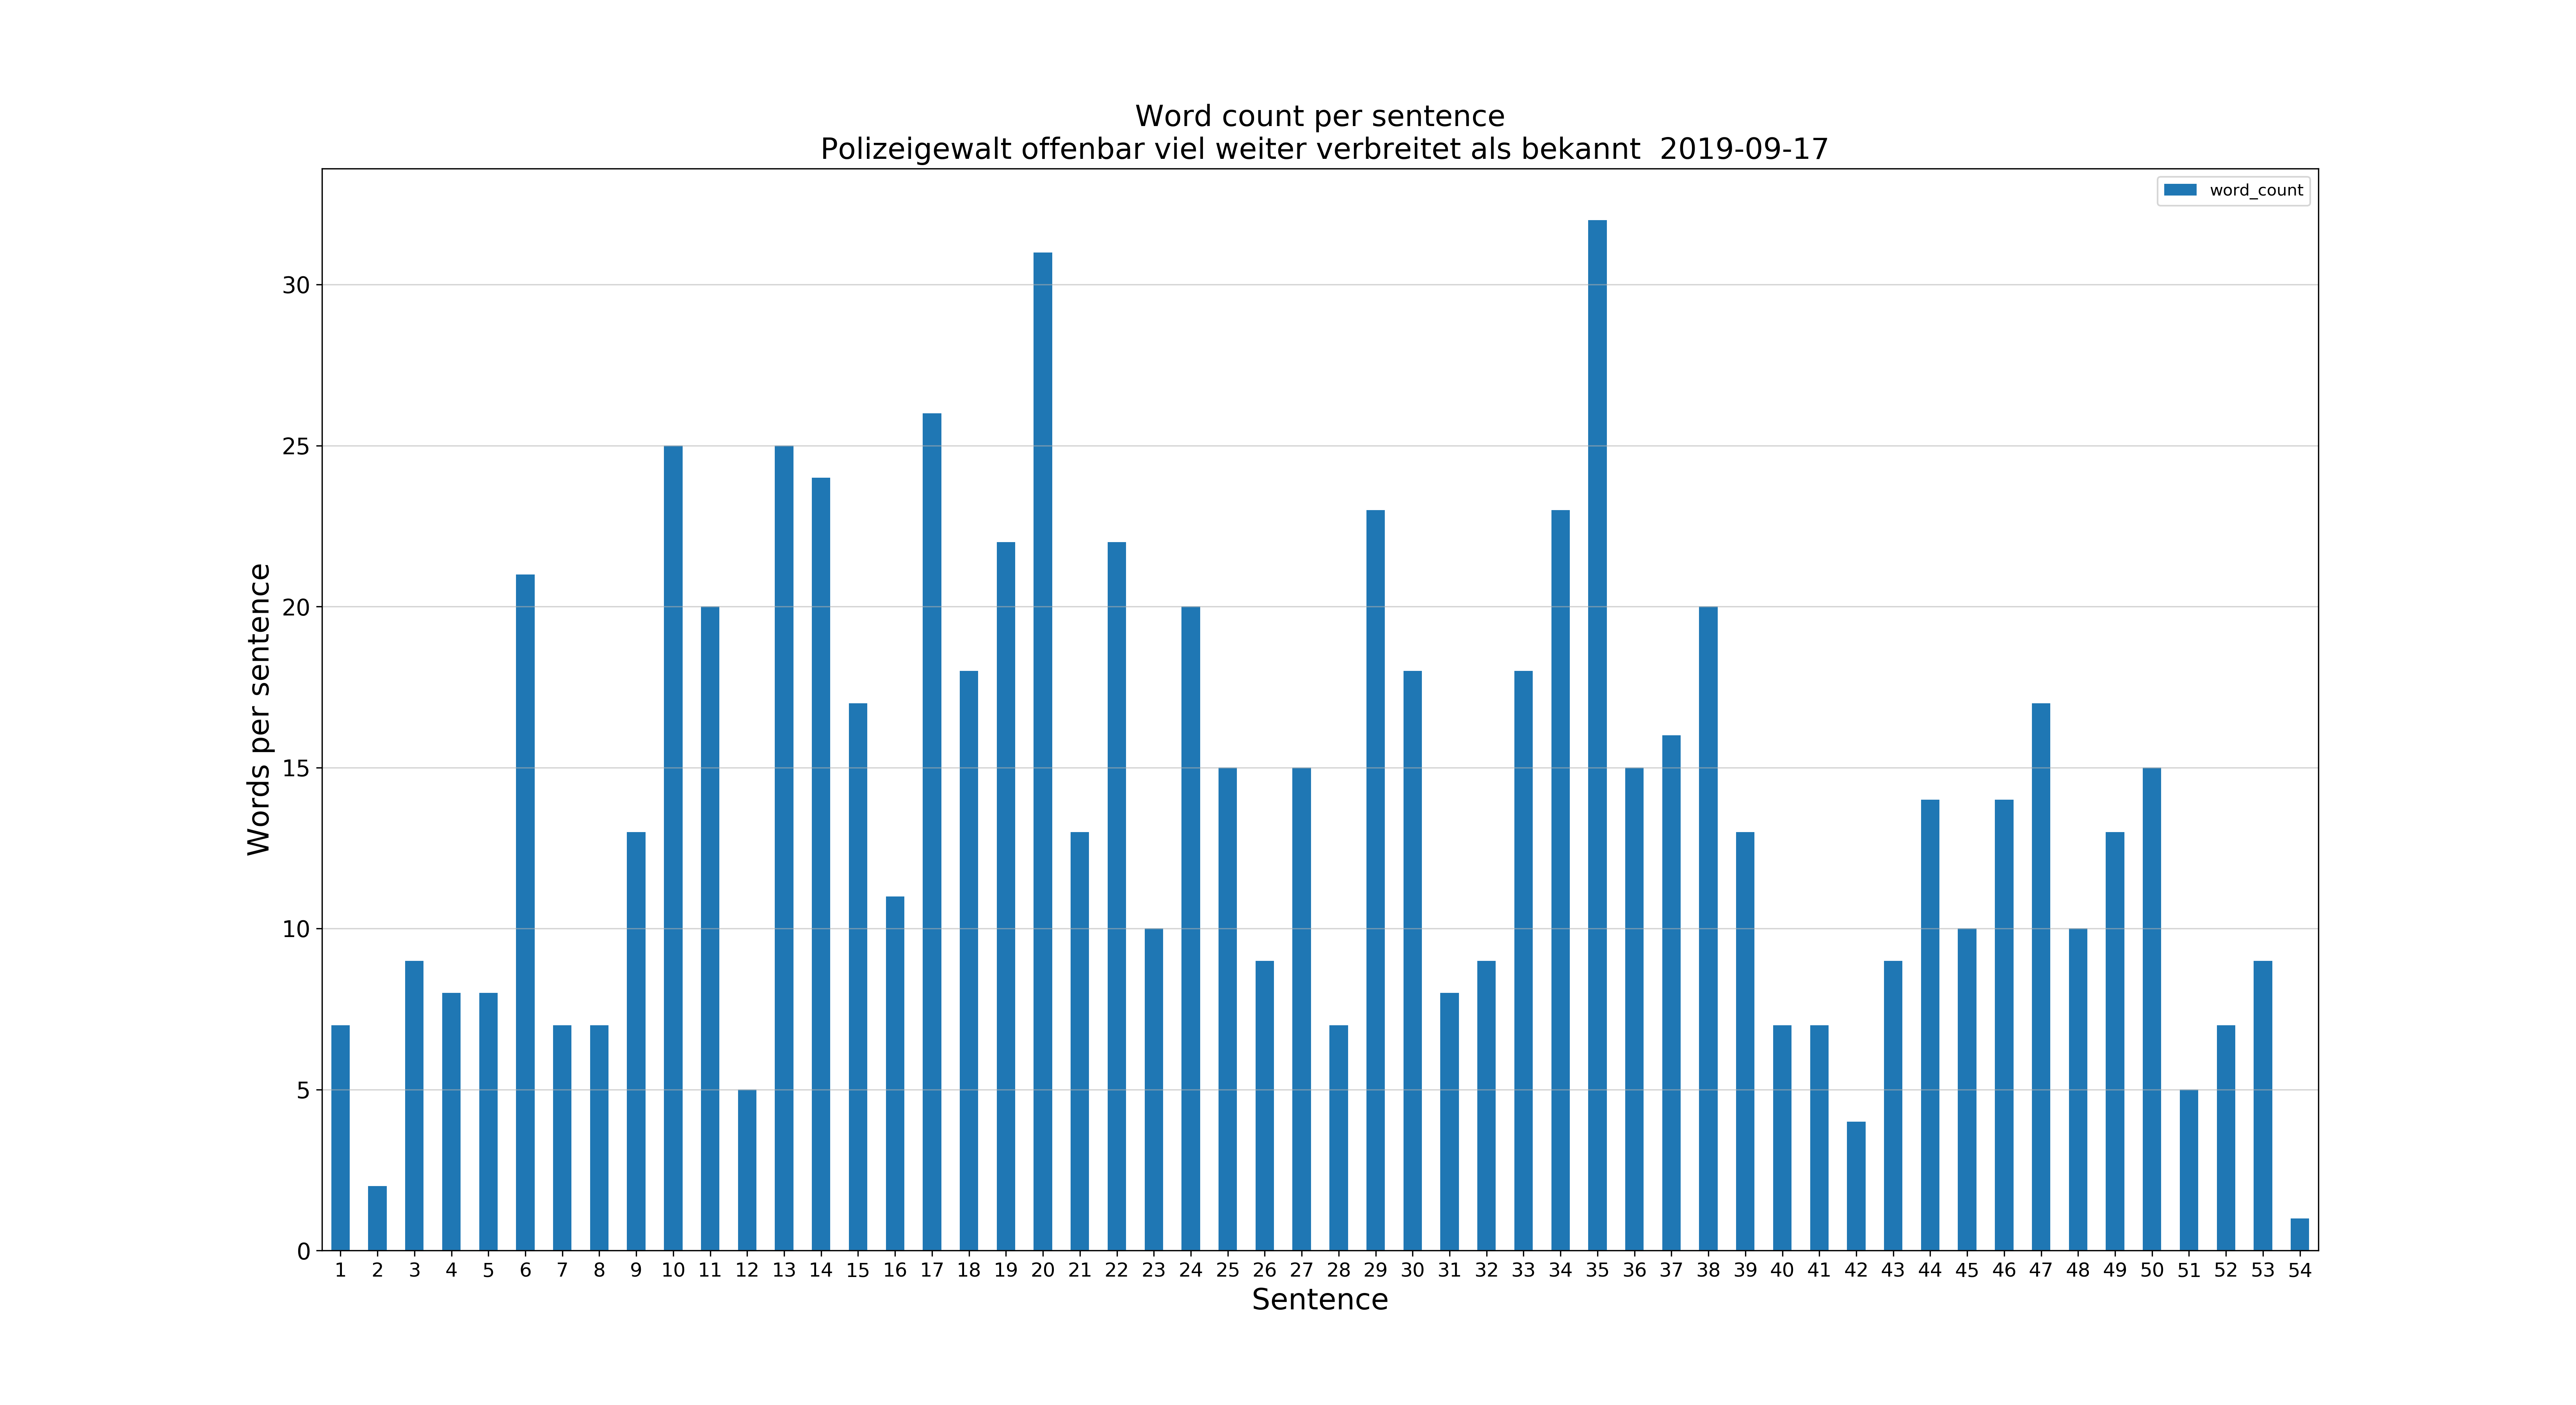 Word count per sentence
Polizeigewalt offenbar viel weiter verbreitet als bekannt  2019-09-17
word_count
Words per sentence
30
25
20
15
10
5
0
1 2 3 4 5 6 7 8 9 10 11 12 13 14 15 16 17 18 19 20 21 22 23 24 25 26 27 28 29 30 31 32 33 34 35 36 37 38 39 40 41 42 43 44 45 46 47 48 49 50 51 52 53 54
Sentence